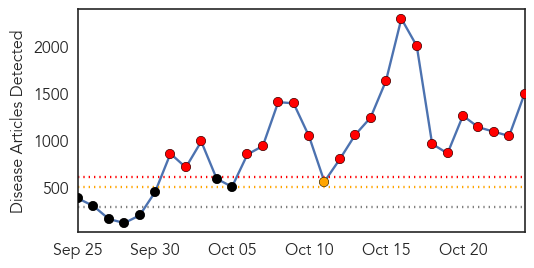 Disease Articles Detected
2000
1500
1000
500
Sep 25
Sep 30
Oct 05
Oct 10
Oct 15
Oct 20